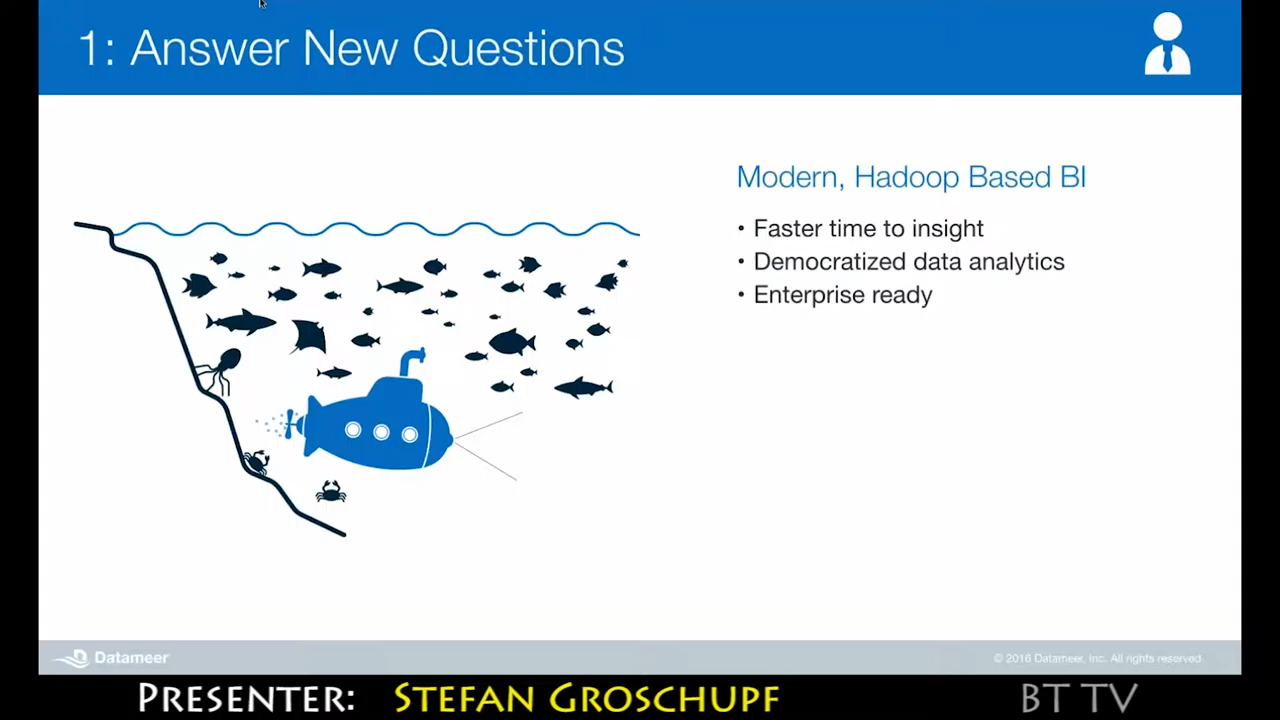 1: Answer New Questions
Modern, Hadoop Based BI
• Faster time to insight
• Democratized data analytics
• Enterprise ready
Datameer
© 2016 Datameer, Inc. All rights reserved.
PRESENTER: STEFAN GROSCHUPF
BT TV